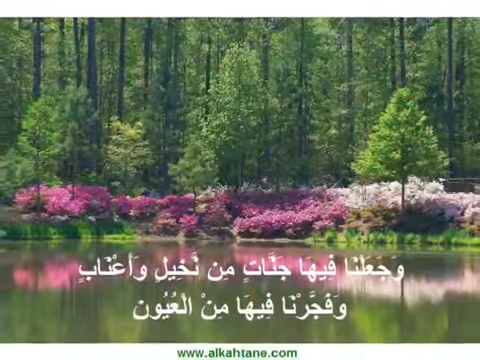 وَجَعَلْنَا فِيهَا جَنَّاتٍ مِن نَّخِيلٍ وَأَعْنَابٍ
وَفَجَّرْنَا فِيهَا مِنْ الْعُيُون
www.alkahtane.com